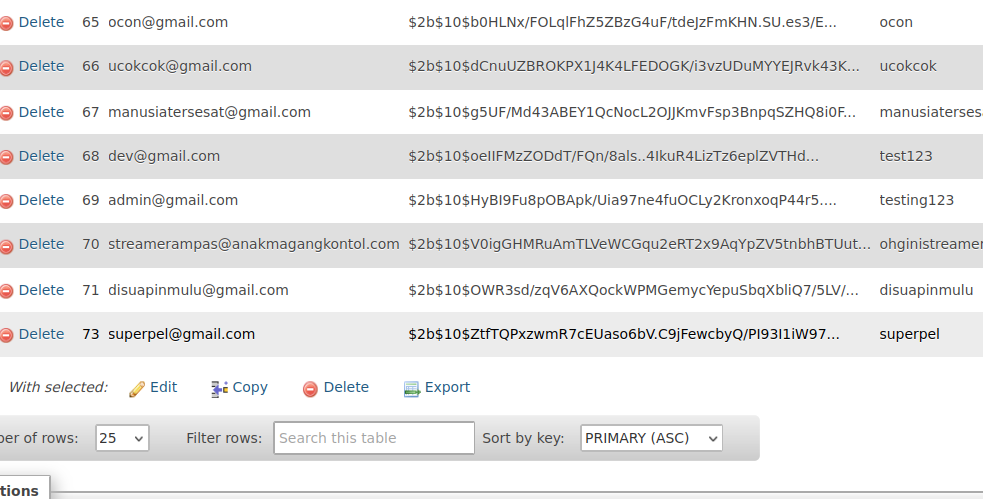 Delete 65 ocon@gmail.com $2b$10$b0HLNx/FOLqlFhZ5ZBzG4uF/tdeJzFmKHN.SU.es3/E... ocon
Delete 66 ucokcok@gmail.com $2b$10$dCnuUZBROKPX1J4K4LFEDOGK/i3vzUDuMYYEJRvk43K... ucokcok
Delete 67 manusiatersesat@gmail.com $2b$10$g5UF/Md43ABEY1QcNocL2OJJKmvFsp3BnpqSZHQ8i0F... manusiatersesa
Delete 68 dev@gmail.com $2b$10$oeIIFMzZODdT/FQn/8als..4IkuR4LizTz6eplZVTHd... test123
Delete 69 admin@gmail.com $2b$10$HyBI9Fu8pOBApk/Uia97ne4fuOCLy2KronxoqP44r5.... testing123
Delete 70 streamerampas@anakmagangkontol.com $2b$10$V0igGHMRuAmTLVeWCGqu2eRT2x9AqYpZV5tnbhBTUut... ohginistreamer
Delete 71 disuapinmulu@gmail.com $2b$10$OWR3sd/zqV6AXQockWPMGemycYepuSbqXbliQ7/5LV/... disuapinmulu
Delete 73 superpel@gmail.com $2b$10$ZtfTQPxzwmR7cEUaso6bV.C9jFewcbyQ/PI93I1iW97... superpel
With selected: Edit Copy Delete Export
ber of rows: 25 Filter rows: Search this table Sort by key: PRIMARY (ASC)
tions